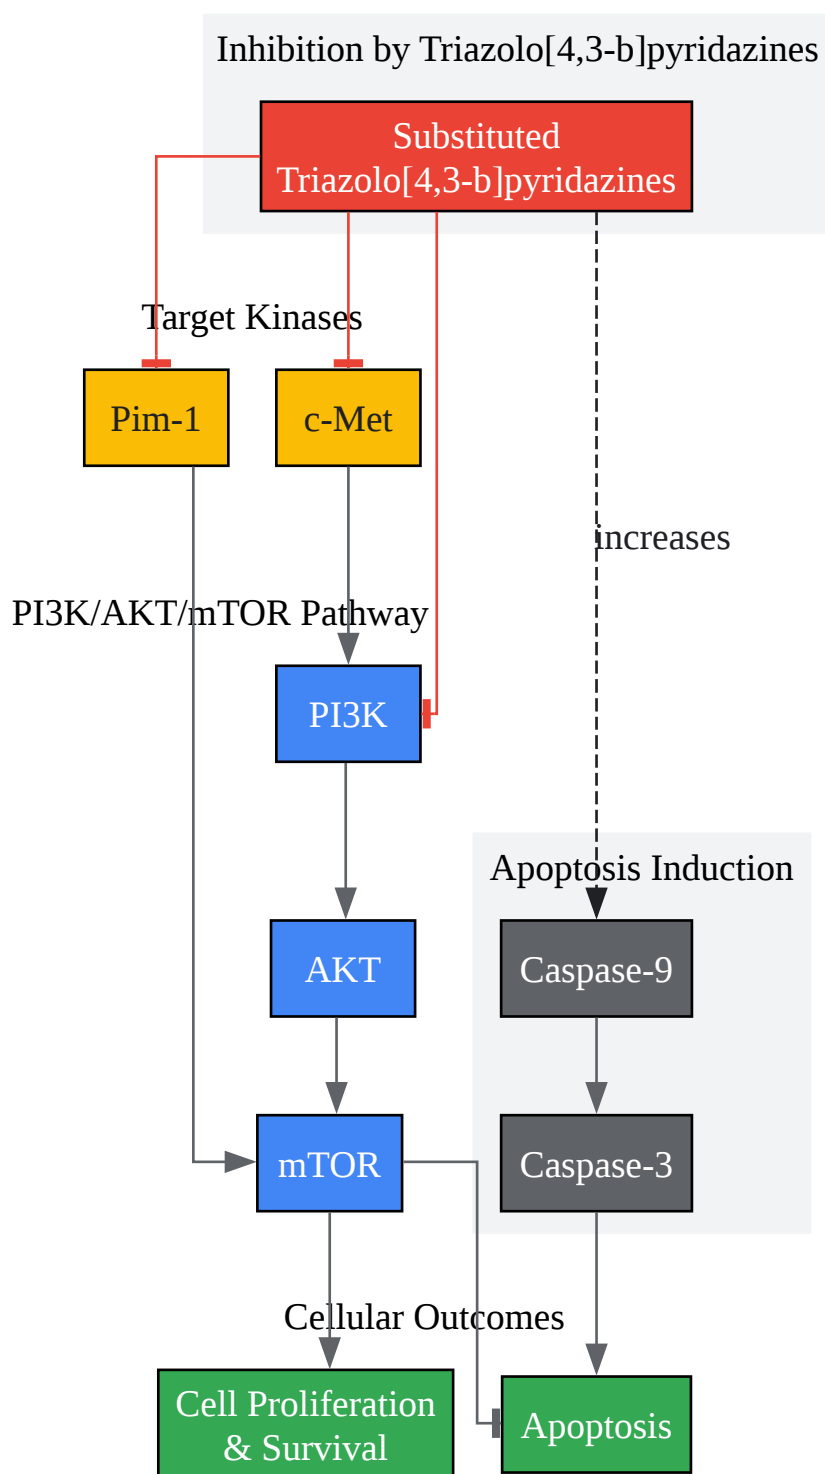 Inhibition by Triazolo[4,3-b]pyridazines
Substituted
Triazolo[4,3-b]pyridazines
Target Kinases
Pim-1
c-Met
increases
PI3K/AKT/mTOR Pathway
PI3K
Apoptosis Induction
AKT
Caspase-9
mTOR
Caspase-3
Cellular Outcomes
Cell Proliferation
& Survival
Apoptosis